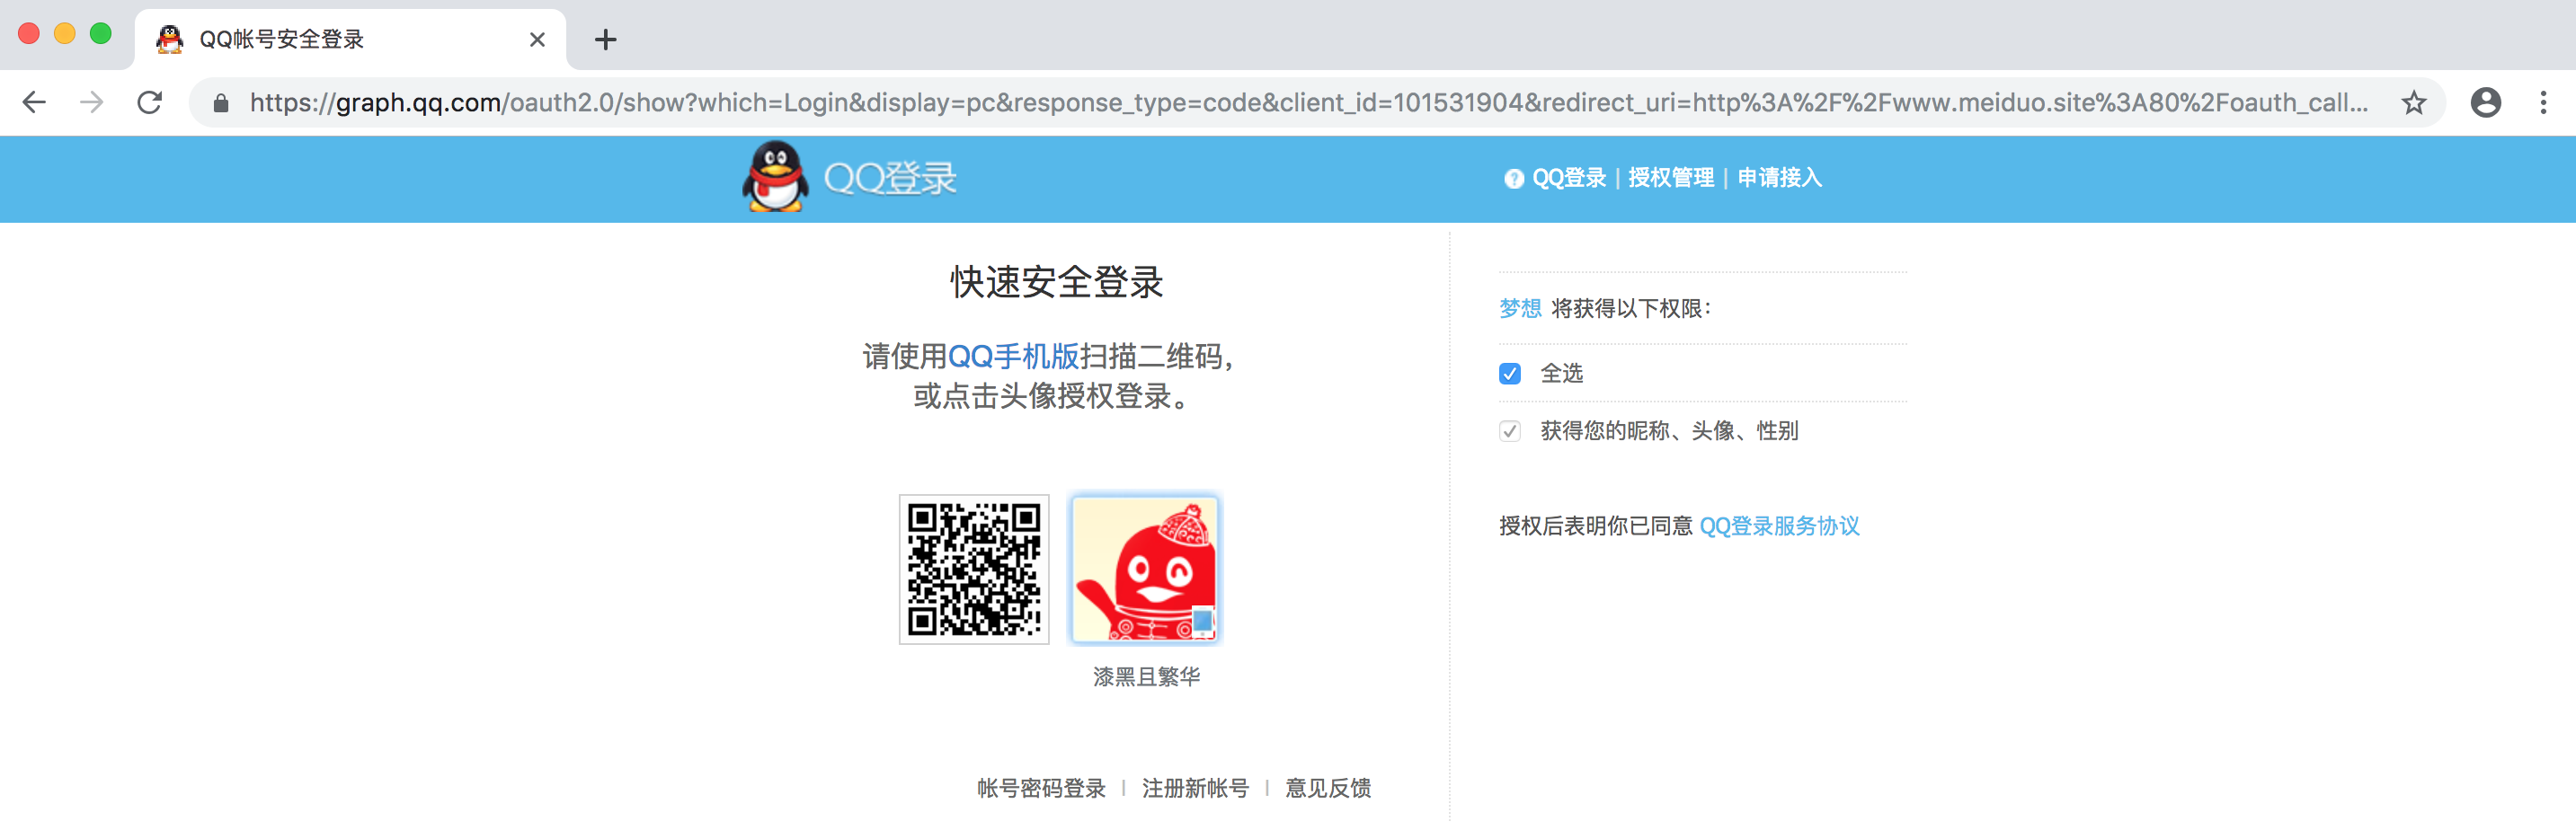 QQ帐号安全登录
https://graph.qq.com/oauth2.0/show?which=Login&display=pc&response_type=code&client_id=101531904&redirect_uri=http%3A%2F%2Fwww.meiduo.site%3A80%2Foauth_call...
QQ登录
QQ登录 | 授权管理 | 申请接入
快速安全登录
请使用QQ手机版扫描二维码,
或点击头像授权登录。
漆黑且繁华
帐号密码登录 | 注册新帐号 | 意见反馈
梦想 将获得以下权限:
全选
获得您的昵称、头像、性别
授权后表明你已同意 QQ登录服务协议